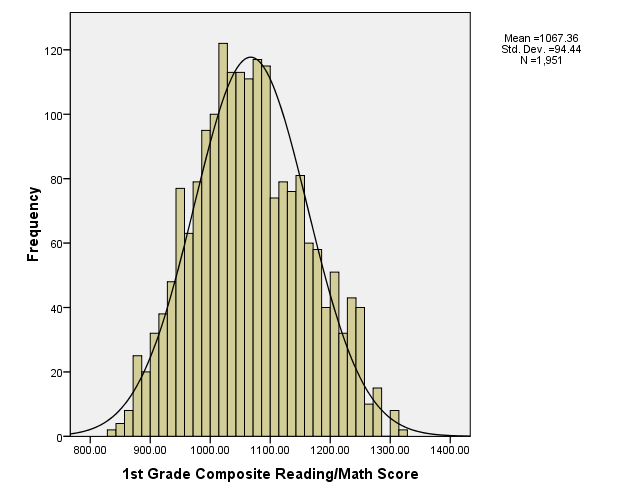 Mean =1067.36
Std. Dev. =94.44
N =1,951
120
100
80
60
40
20
0
Frequency
800.00 900.00 1000.00 1100.00 1200.00 1300.00 1400.00
1st Grade Composite Reading/Math Score